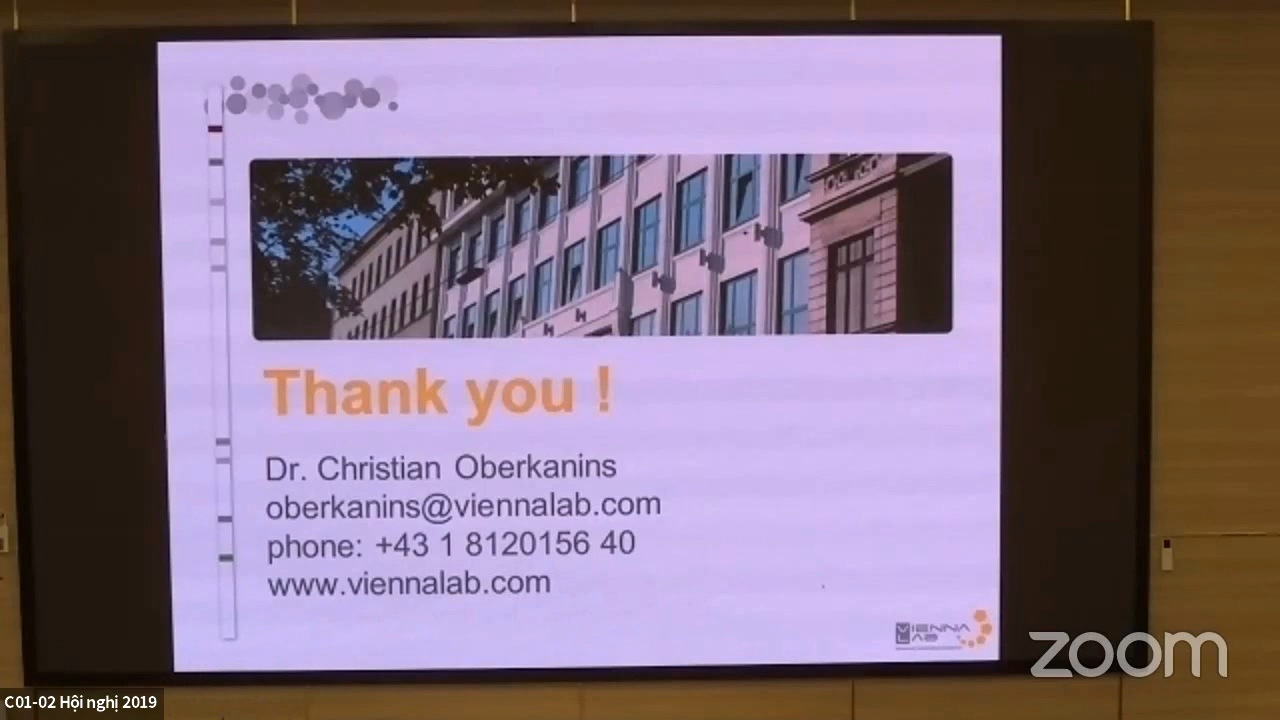 Thank you !
Dr. Christian Oberkanins
oberkanins@viennalab.com
phone: +43 1 8120156 40
www.viennalab.com
VIENNA
LAB
zoom
C01-02 Hội nghị 2019